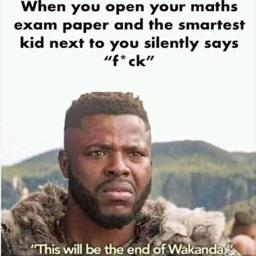 When you open your maths
exam paper and the smartest
kid next to you silently says
"f*ck"
"This will be the end of Wakanda."